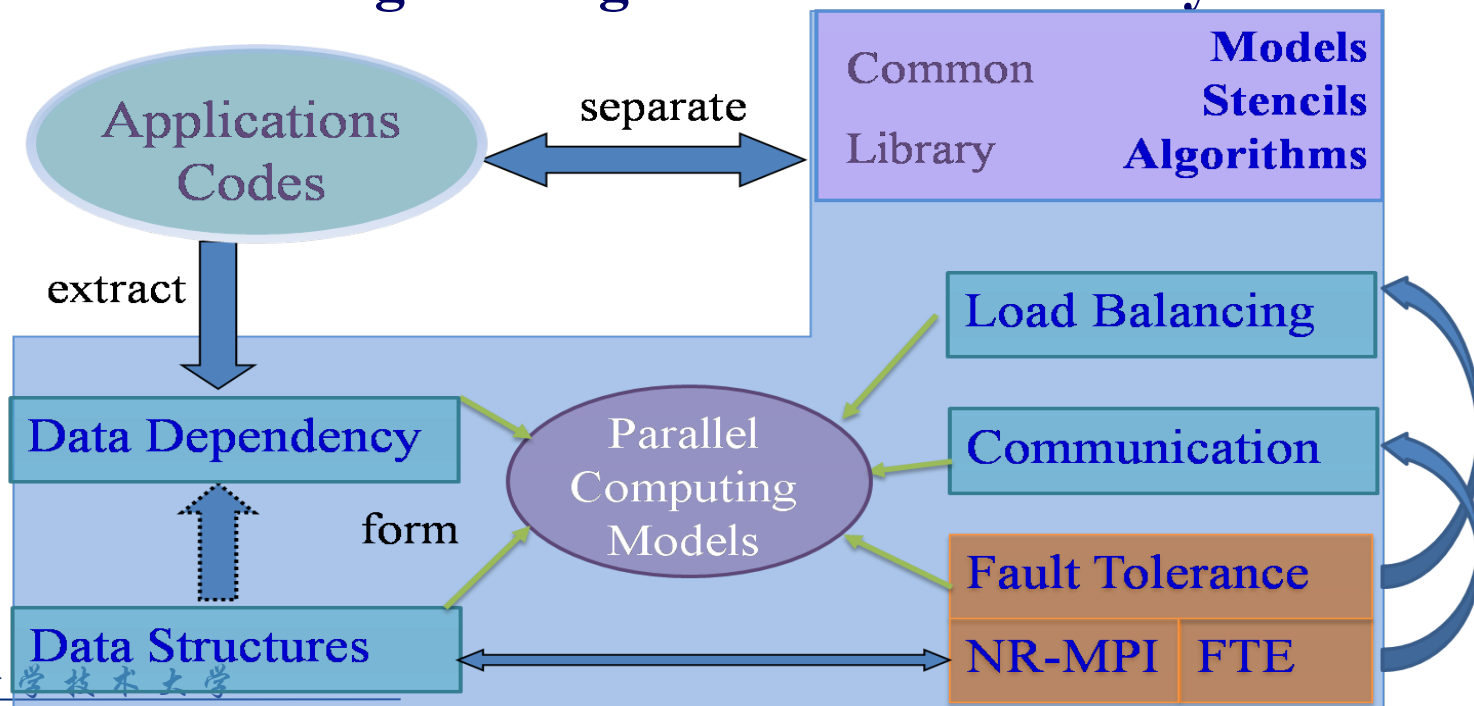 Applications
Codes
separate
Common
Library
Models
Stencils
Algorithms
extract
Load Balancing
Data Dependency
Parallel
Computing
Models
Communication
form
Fault Tolerance
Data Structures
NR-MPI
FTE
学技术大学